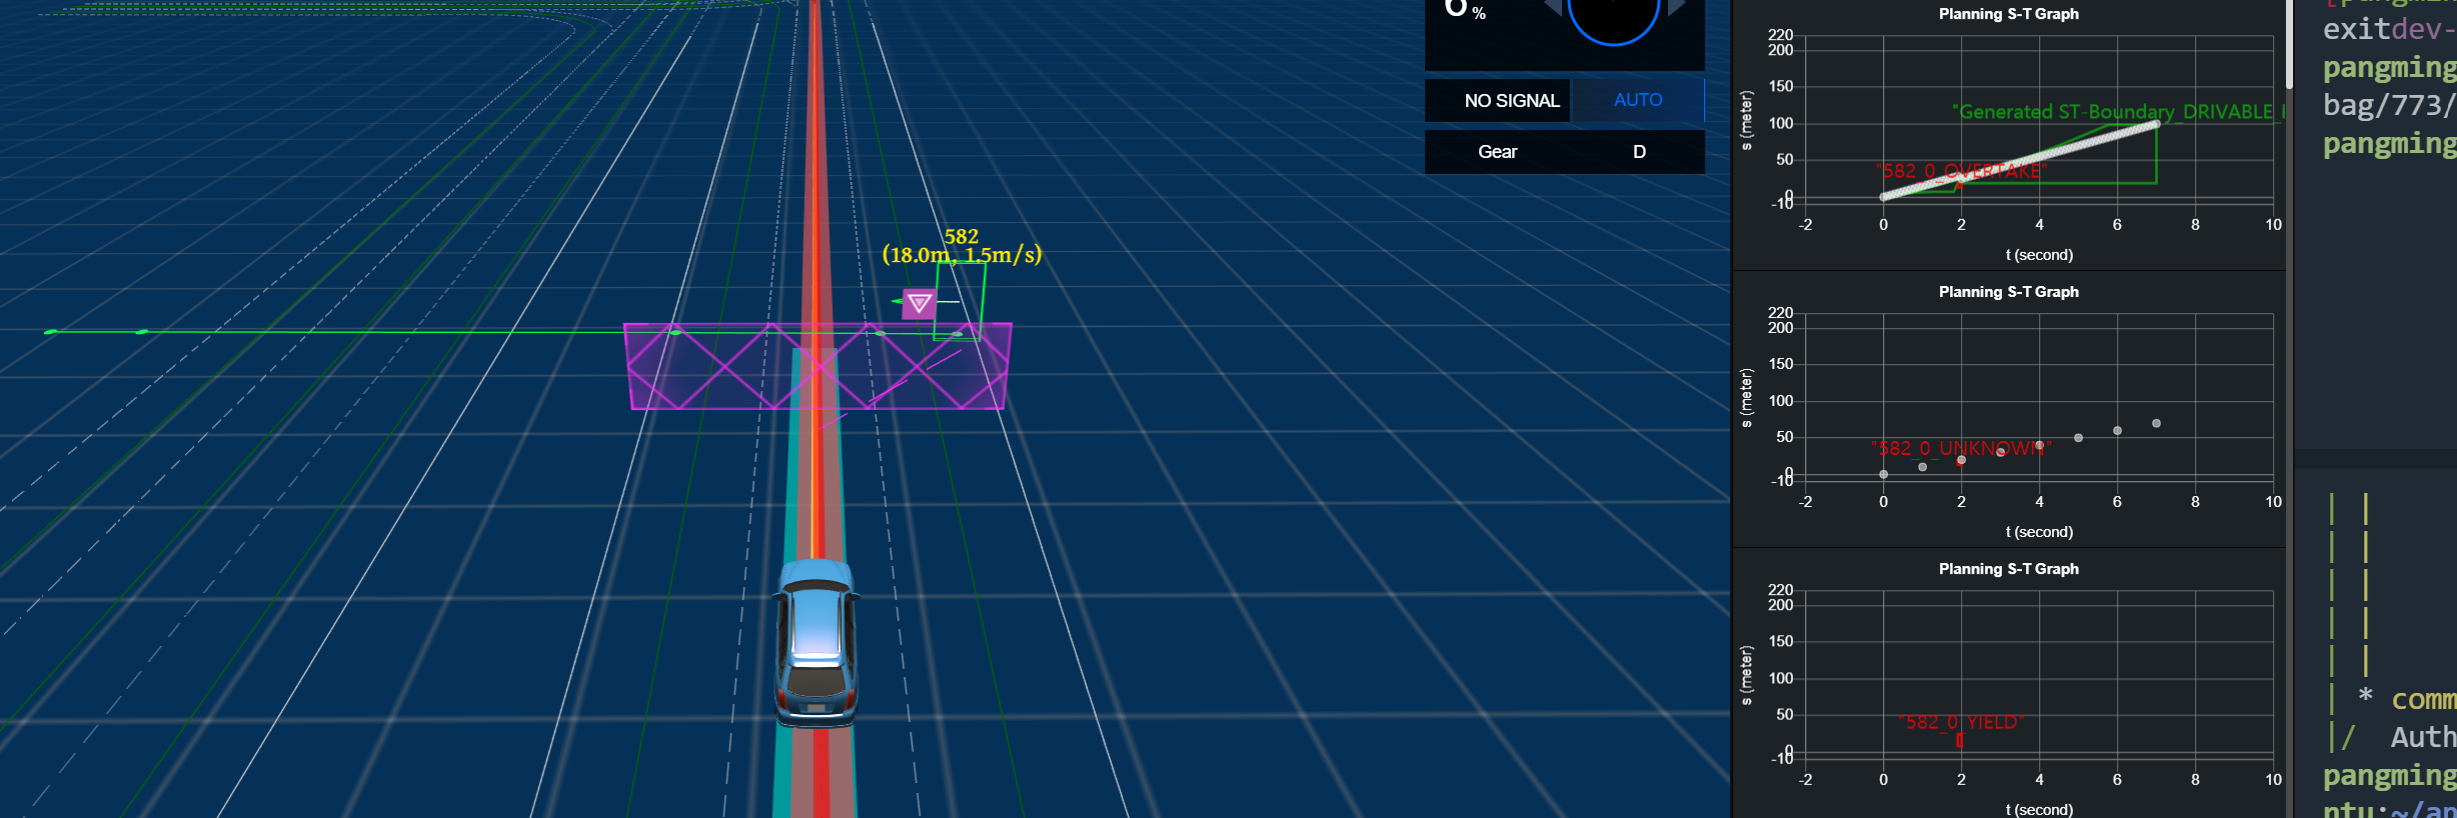 %
NO SIGNAL
AUTO
Gear
D
582
(18.0m, 1.5m/s)
Planning S-T Graph
220
200
150
100
50
0
-10
s (meter)
"Generated ST-Boundary_DRIVABLE_
"582_0_OVERTAKE"
-2
0
2
4
6
8
10
t (second)
Planning S-T Graph
220
200
150
100
50
0
-10
s (meter)
"582_0_UNKNOWN"
-2
0
2
4
6
8
10
t (second)
Planning S-T Graph
220
200
150
100
50
0
-10
s (meter)
"582_0_YIELD"
-2
0
2
4
6
8
10
t (second)
exitdev-
pangming
bag/773/
pangming
| |
| |
| |
| |
| |
| * comm
|/ Auth
pangming
ntu:~/ap